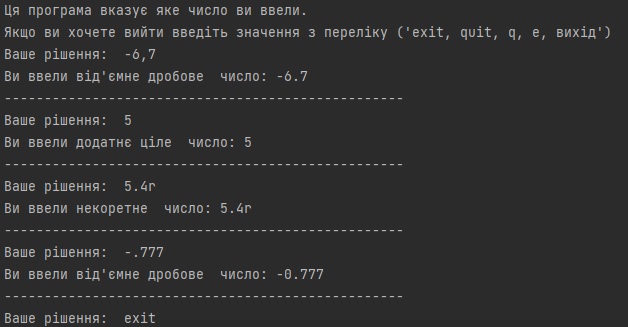 Ця програма вказує яке число ви ввели.
Якщо ви хочете вийти введіть значення з переліку ('exit, quit, q, e, вихід')
Ваше рішення:  -6,7
Ви ввели від'ємне дробове  число: -6.7
--------------------------------------------------
Ваше рішення:  5
Ви ввели додатнє ціле  число: 5
--------------------------------------------------
Ваше рішення:  5.4г
Ви ввели некоретне  число: 5.4г
--------------------------------------------------
Ваше рішення:  -.777
Ви ввели від'ємне дробове  число: -0.777
--------------------------------------------------
Ваше рішення:  exit